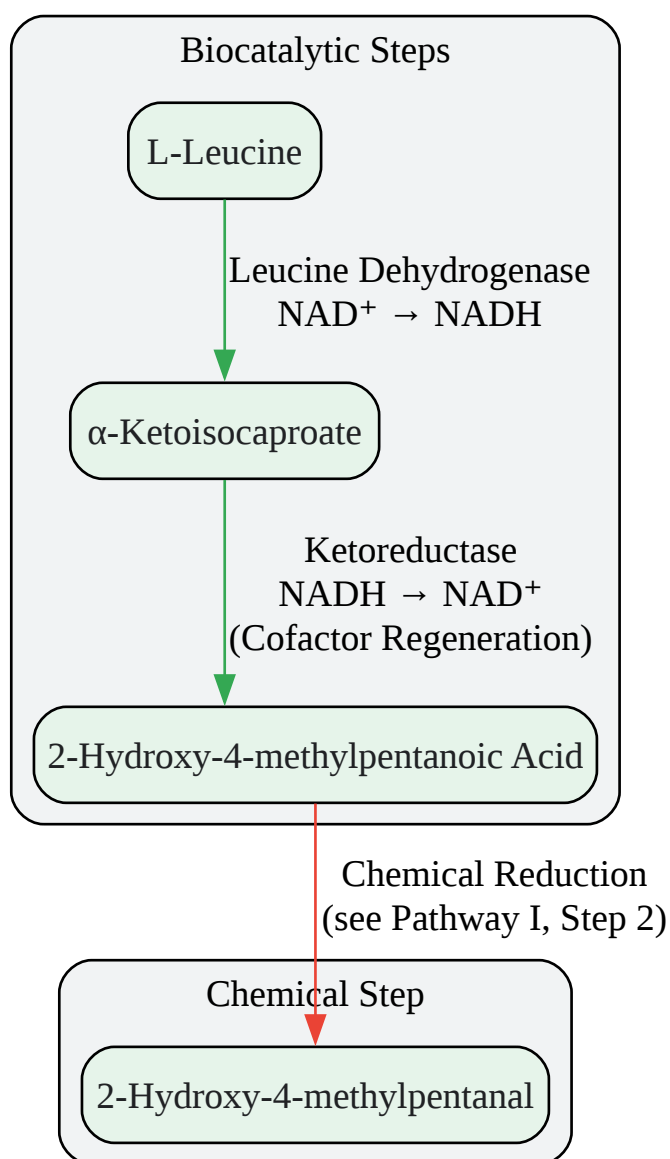 Biocatalytic Steps
L-Leucine
Leucine Dehydrogenase
NAD⁺ → NADH
α-Ketoisocaproate
Ketoreductase
NADH → NAD⁺
(Cofactor Regeneration)
2-Hydroxy-4-methylpentanoic Acid
Chemical Reduction
(see Pathway I, Step 2)
Chemical Step
2-Hydroxy-4-methylpentanal